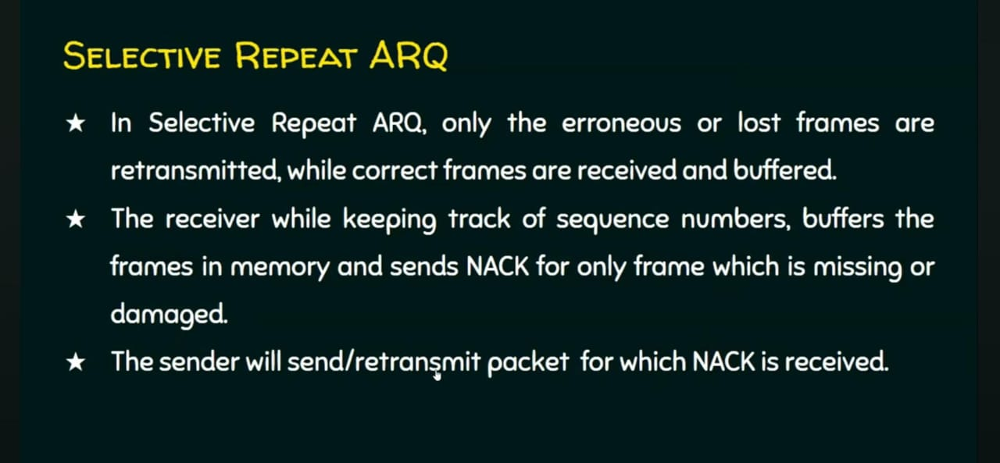 SELECTIVE REPEAT ARQ
★ In Selective Repeat ARQ, only the erroneous or lost frames are
retransmitted, while correct frames are received and buffered.
★ The receiver while keeping track of sequence numbers, buffers the
frames in memory and sends NACK for only frame which is missing or
damaged.
★ The sender will send/retransmit packet for which NACK is received.